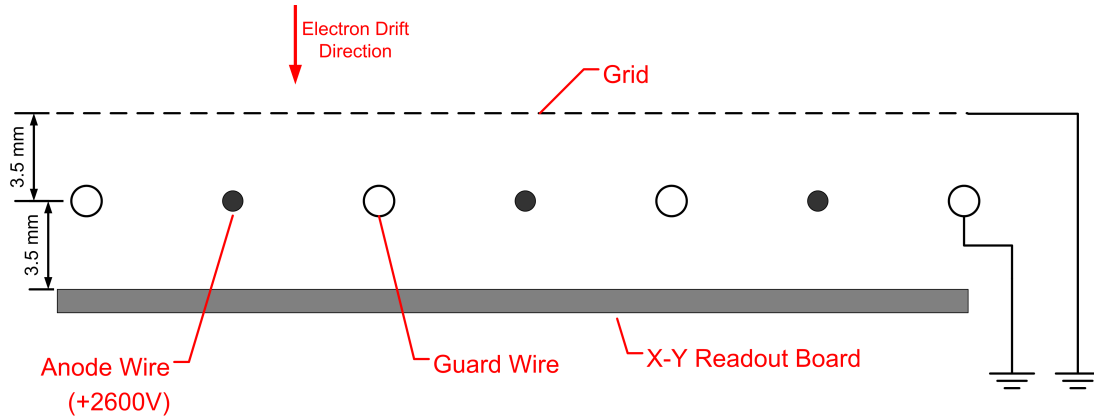 Electron Drift
Direction
Grid
3.5 mm
3.5 mm
Anode Wire
(+2600V)
Guard Wire
X-Y Readout Board